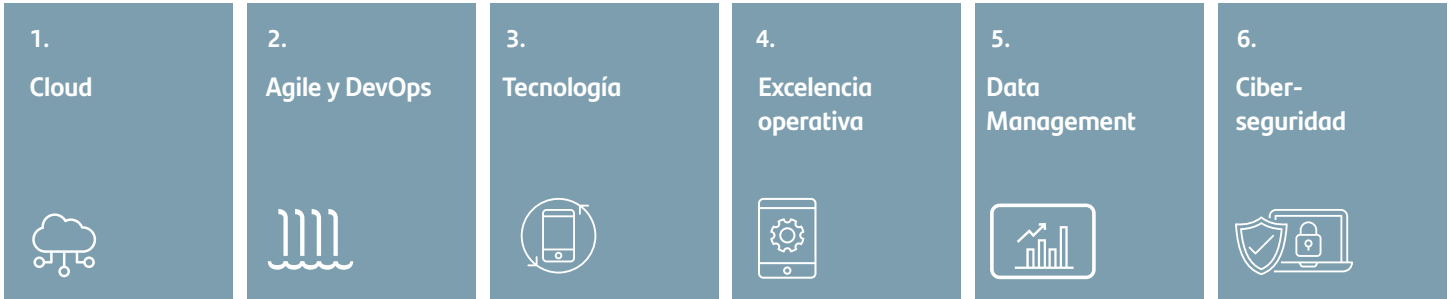 1.
Cloud
2.
Agile y DevOps
3.
Tecnología
4.
Excelencia
operativa
5.
Data
Management
6.
Ciber-
seguridad